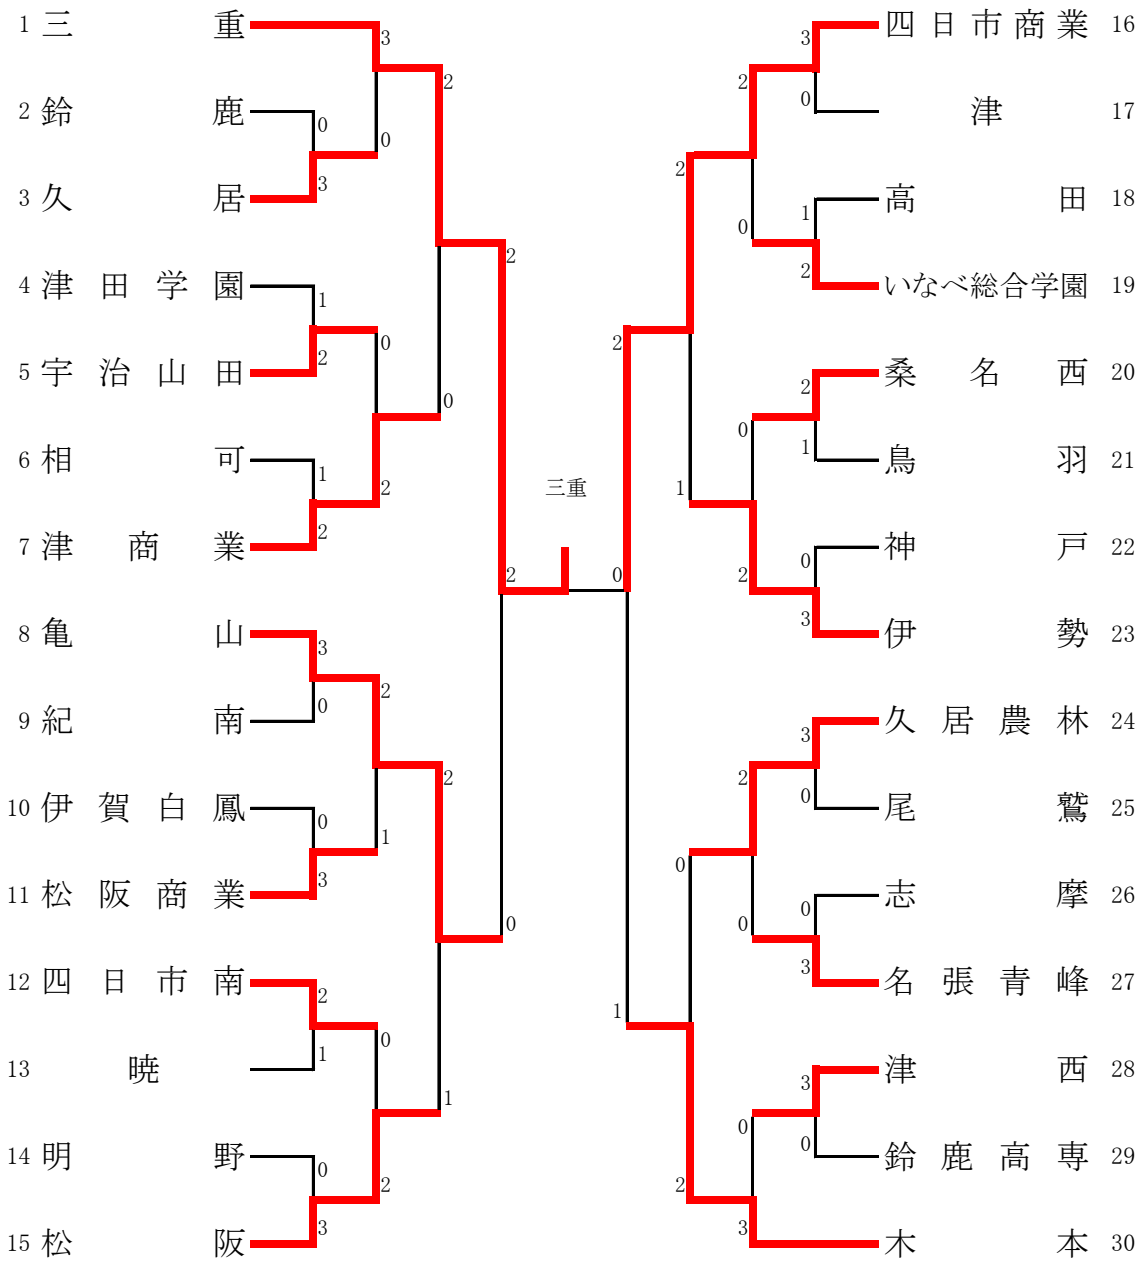 1 三重
2 鈴鹿
3 久居
4 津田学園
5 宇治山田
6 相可
7 津商業
8 亀山
9 紀南
10 伊賀白鳳
11 松阪商業
12 四日市南
13 暁
14 明野
15 松阪
3
0
3
0
1
2
0
1
2
2
3
0
2
0
3
1
2
1
0
0
3
2
2
0
2
1
2
0
2
三重
0
2
1
2
1
0
2
2
0
0
2
2
0
0
2
3
0
1
2
2
1
0
3
3
0
0
3
3
0
3
四日市商業 16
津 17
高田 18
いなべ総合学園 19
桑名西 20
鳥羽 21
神戸 22
伊勢 23
久居農林 24
尾鷲 25
志摩 26
名張青峰 27
津西 28
鈴鹿高専 29
木本 30